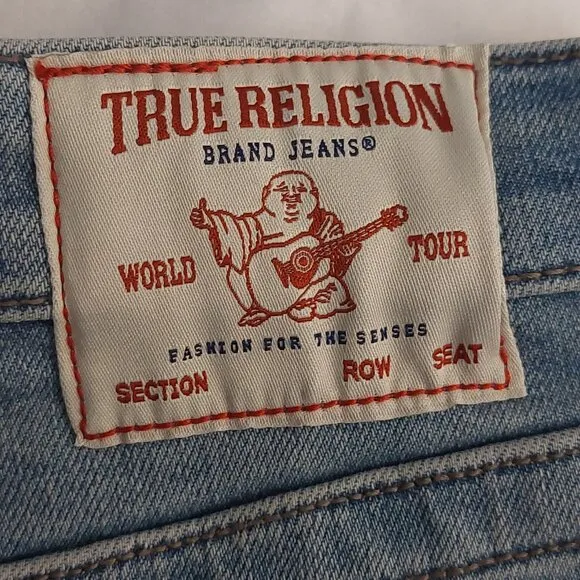 TRUE RELIGION
BRAND JEANS®
WORLD TOUR
FASHION FOR THE SENSES
SECTION ROW SEAT